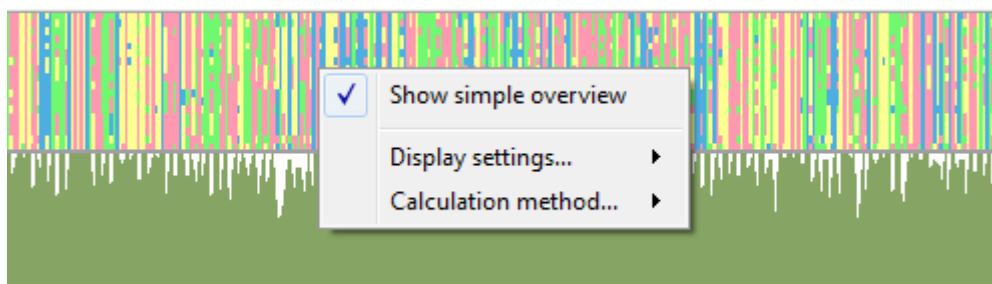 Show simple overview
Display settings...
Calculation method...